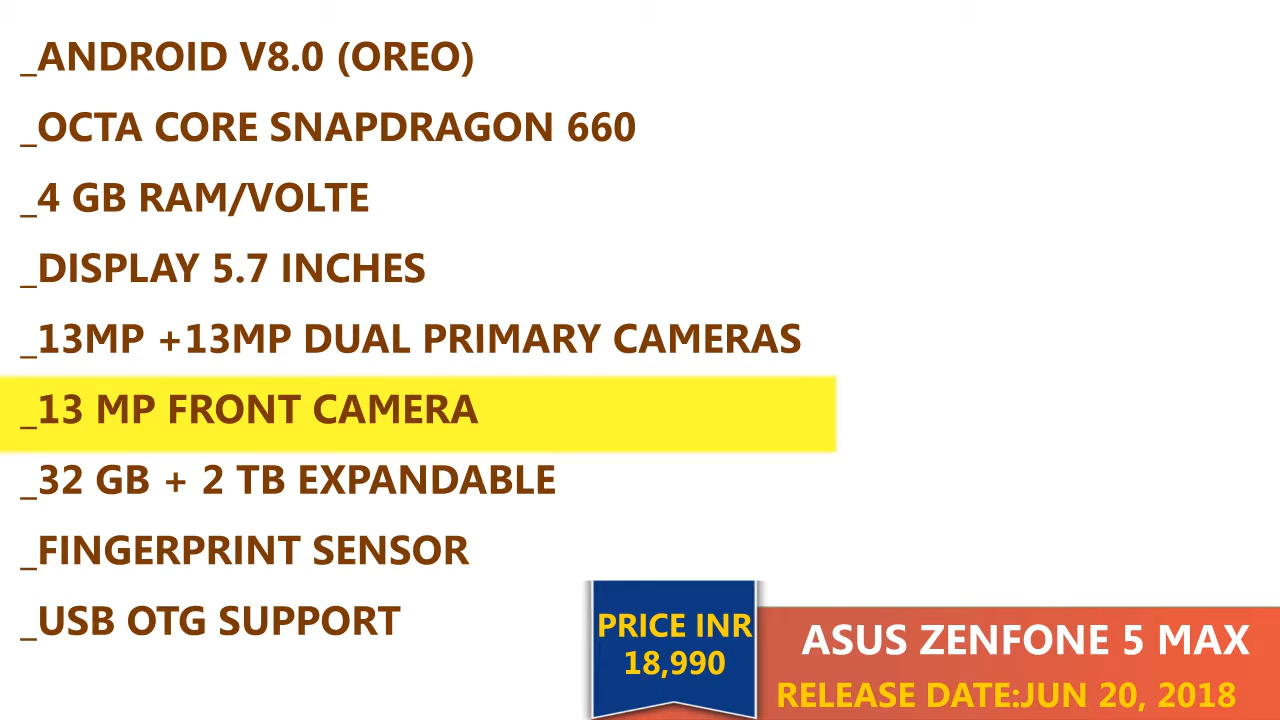 _ANDROID V8.0 (OREO)
_OCTA CORE SNAPDRAGON 660
_4 GB RAM/VOLTE
_DISPLAY 5.7 INCHES
_13MP +13MP DUAL PRIMARY CAMERAS
_13 MP FRONT CAMERA
_32 GB + 2 TB EXPANDABLE
_FINGERPRINT SENSOR
_USB OTG SUPPORT
PRICE INR
18,990
ASUS ZENFONE 5 MAX
RELEASE DATE:JUN 20, 2018